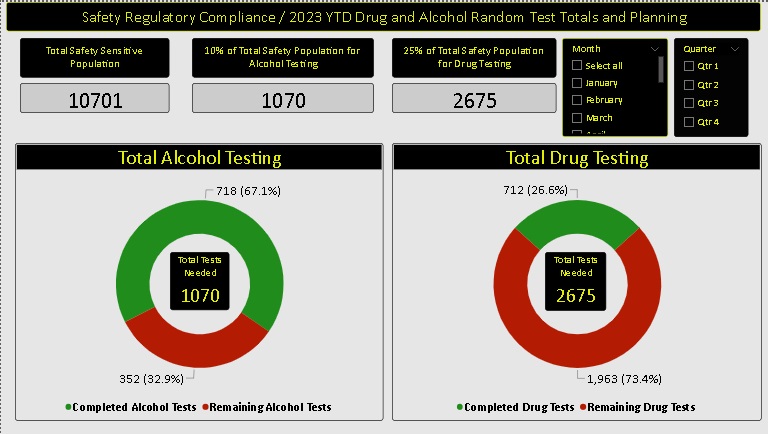 Safety Regulatory Compliance / 2023 YTD Drug and Alcohol Random Test Totals and Planning
Total Safety Sensitive
Population
10701
10% of Total Safety Population for
Alcohol Testing
1070
25% of Total Safety Population
for Drug Testing
2675
Month
Select all
January
February
March
April
Quarter
Qtr 1
Qtr 2
Qtr 3
Qtr 4
Total Alcohol Testing
718 (67.1%)
Total Tests
Needed
1070
352 (32.9%)
Completed Alcohol Tests Remaining Alcohol Tests
Total Drug Testing
712 (26.6%)
Total Tests
Needed
2675
1,963 (73.4%)
Completed Drug Tests Remaining Drug Tests